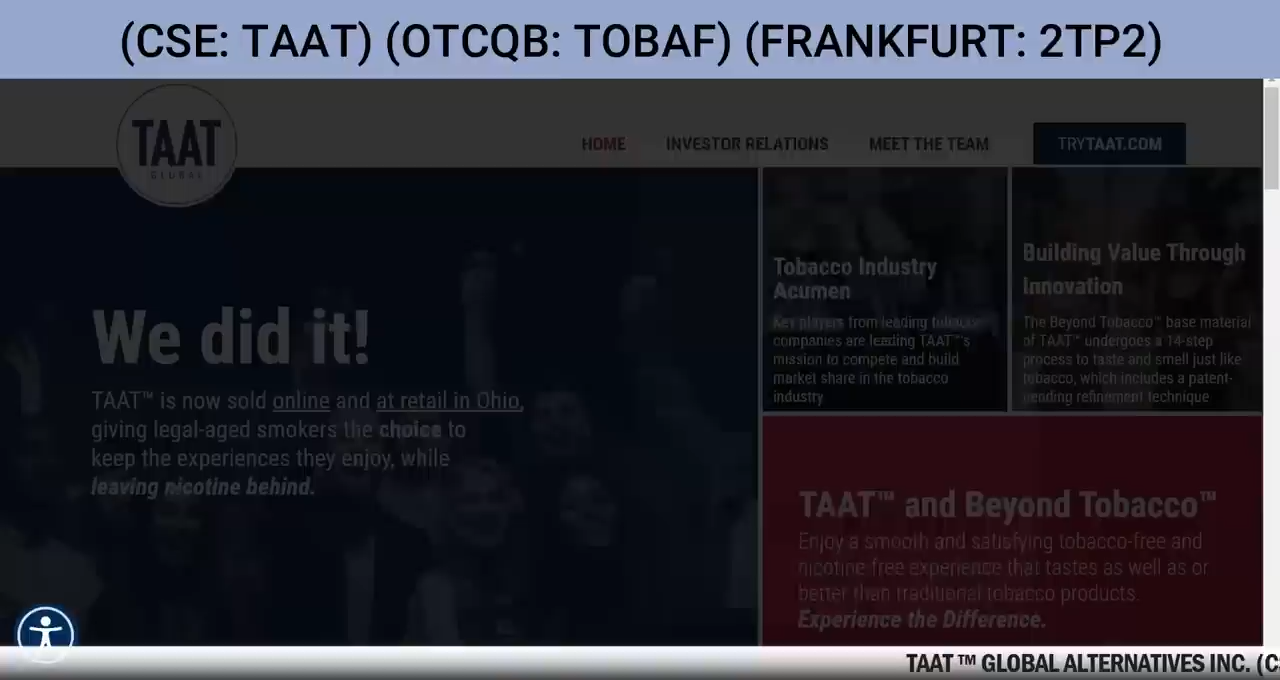 (CSE: TAAT) (OTCQB: TOBAF) (FRANKFURT: 2TP2)
TAAT
GLOBAL
HOME
INVESTOR RELATIONS
MEET THE TEAM
TRYTAAT.COM
We did it!
TAAT™ is now sold online and at retail in Ohio,
giving legal-aged smokers the choice to
keep the experiences they enjoy, while
leaving nicotine behind.
Tobacco Industry
Acumen
Key players from leading tobacco
companies are leading TAAT™'s
mission to compete and build
market share in the tobacco
industry
Building Value Through
Innovation
The Beyond Tobacco™ base material
of TAAT™ undergoes a 14-step
process to taste and smell just like
tobacco, which includes a patent-
pending refinement technique
TAAT™ and Beyond Tobacco™
Enjoy a smooth and satisfying tobacco-free and
nicotine-free experience that tastes as well as or
better than traditional tobacco products.
Experience the Difference.
TAAT™ GLOBAL ALTERNATIVES INC. (C